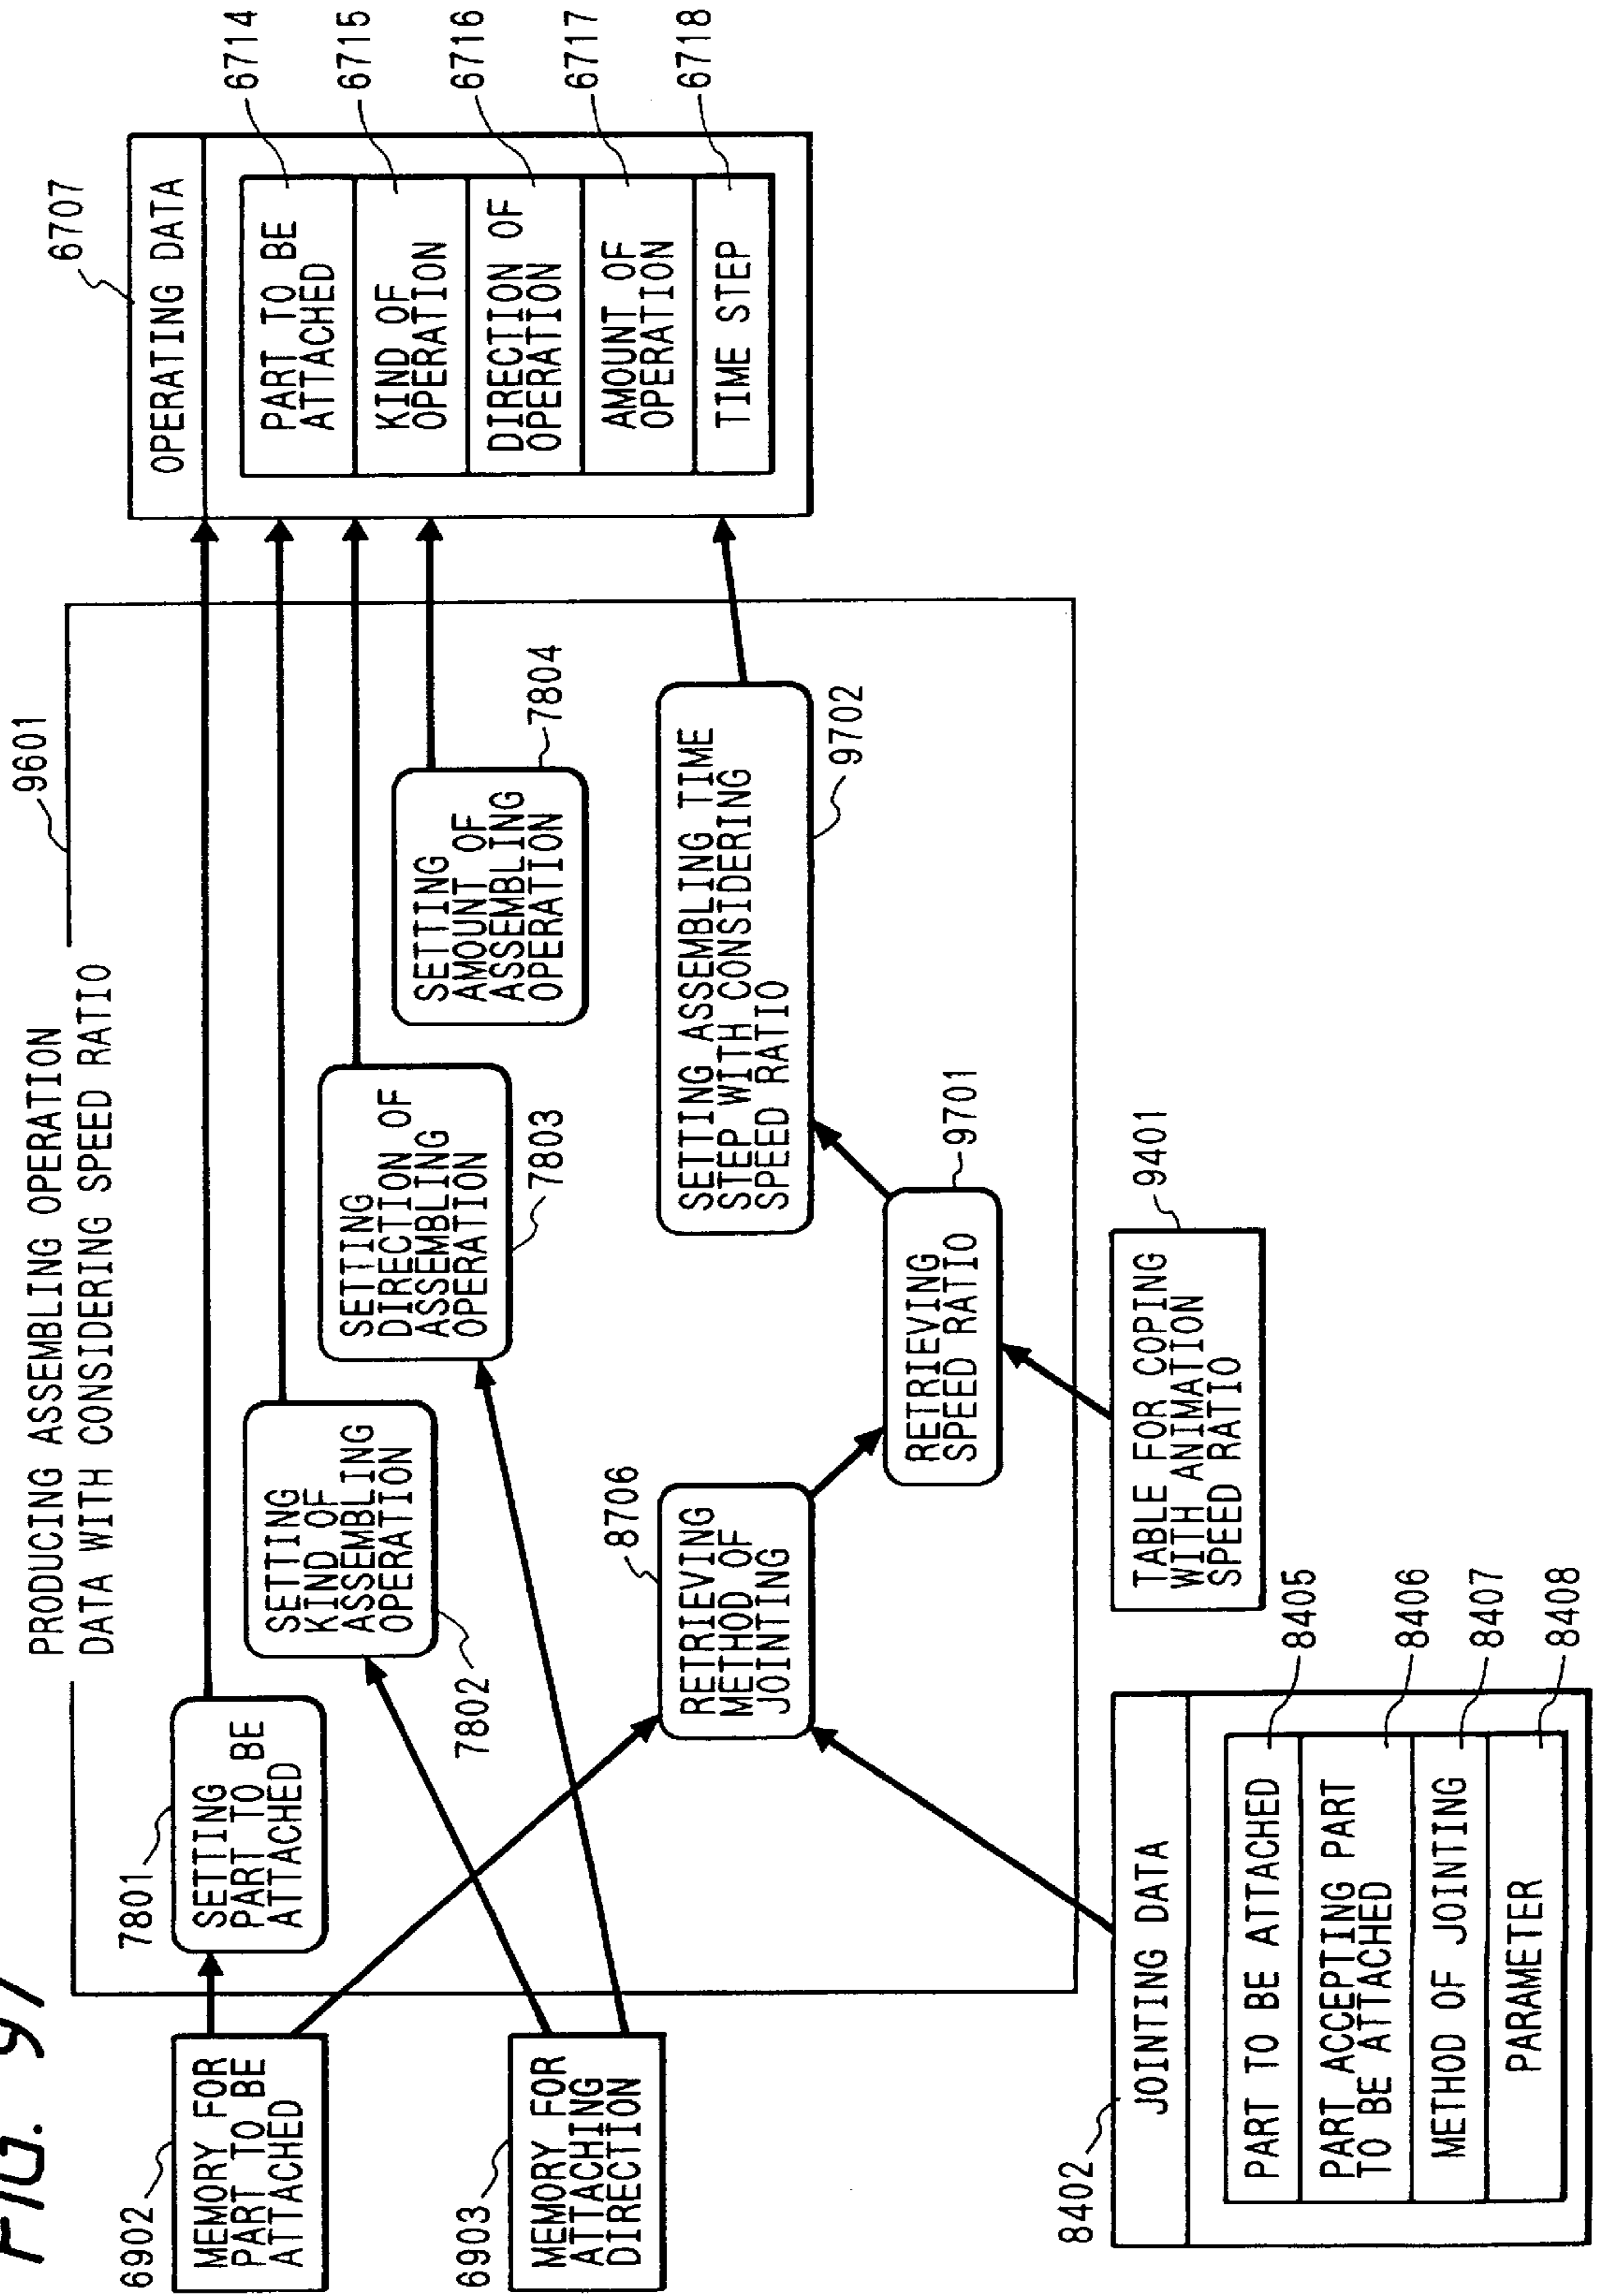 FIG. 97
PRODUCING ASSEMBLING OPERATION
DATA WITH CONSIDERING SPEED RATIO
9601
6902
MEMORY FOR
PART TO BE
ATTACHED
6903
MEMORY FOR
ATTACHING
DIRECTION
7801
SETTING
PART TO BE
ATTACHED
SETTING
KIND OF
ASSEMBLING
OPERATION
7802
SETTING
DIRECTION OF
ASSEMBLING
OPERATION
7803
SETTING
AMOUNT OF
ASSEMBLING
OPERATION
7804
8706
RETRIEVING
METHOD OF
JOINTING
RETRIEVING
SPEED RATIO
9701
SETTING ASSEMBLING TIME
STEP WITH CONSIDERING
SPEED RATIO
9702
6707
OPERATING DATA
PART TO BE
ATTACHED
6714
KIND OF
OPERATION
6715
DIRECTION OF
OPERATION
6716
AMOUNT OF
OPERATION
6717
TIME STEP
6718
8402
JOINTING DATA
PART TO BE ATTACHED
8405
PART ACCEPTING PART
TO BE ATTACHED
8406
METHOD OF JOINTING
8407
PARAMETER
8408
TABLE FOR COPING
WITH ANIMATION
SPEED RATIO
9401